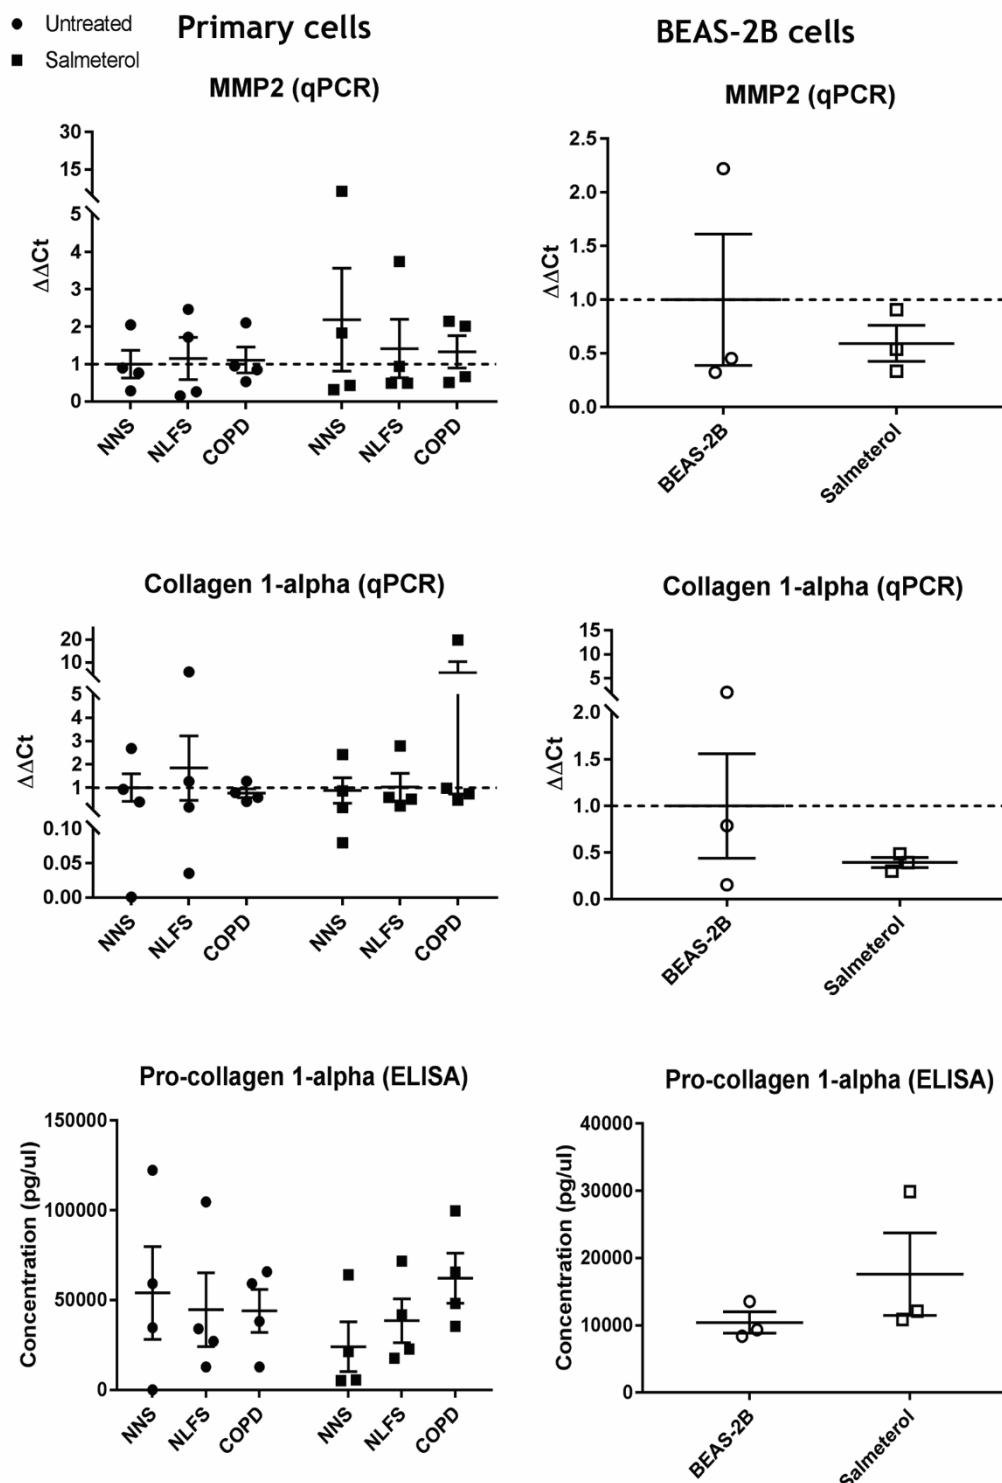 Untreated
Salmeterol
Primary cells
BEAS-2B cells
MMP2 (qPCR)
30
15
5
4
3
2
1
0
ΔΔCt
NNS
NLFS
COPD
NNS
NLFS
COPD
MMP2 (qPCR)
2.5
2.0
1.5
1.0
0.5
0.0
ΔΔCt
BEAS-2B
Salmeterol
Collagen 1-alpha (qPCR)
20
10
5
4
3
2
1
0.10
0.05
0.00
ΔΔCt
NNS
NLFS
COPD
NNS
NLFS
COPD
Collagen 1-alpha (qPCR)
15
10
5
2.0
1.5
1.0
0.5
0.0
ΔΔCt
BEAS-2B
Salmeterol
Pro-collagen 1-alpha (ELISA)
150000
100000
50000
0
Concentration (pg/ul)
NNS
NLFS
COPD
NNS
NLFS
COPD
Pro-collagen 1-alpha (ELISA)
40000
30000
20000
10000
0
Concentration (pg/ul)
BEAS-2B
Salmeterol